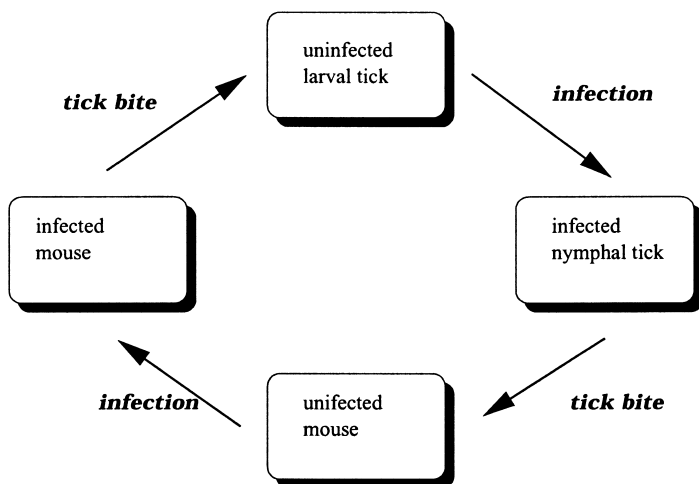 uninfected
larval tick
tick bite
infection
infected
mouse
infected
nymphal tick
infection
unifected
mouse
tick bite